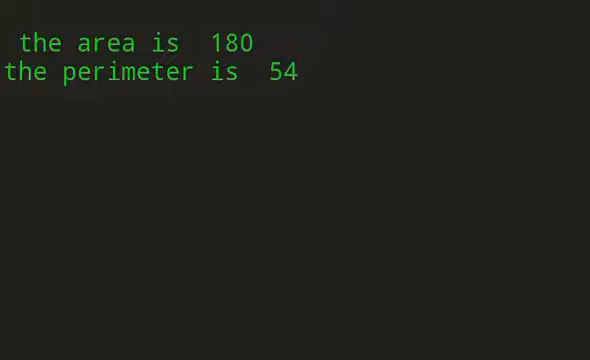 the area is  180
the perimeter is  54